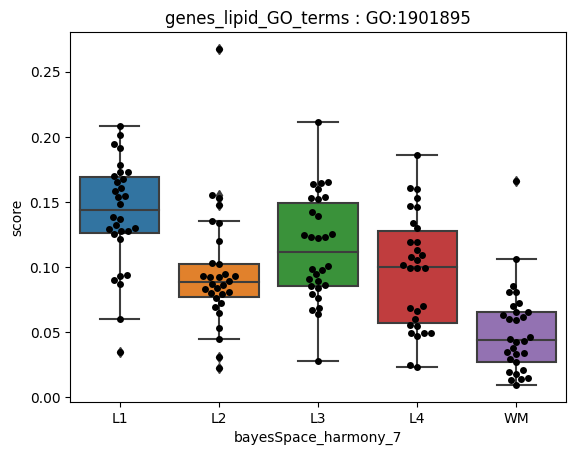 genes_lipid_GO_terms : GO:1901895
score
0.25
0.20
0.15
0.10
0.05
0.00
L1 L2 L3 L4 WM
bayesSpace_harmony_7